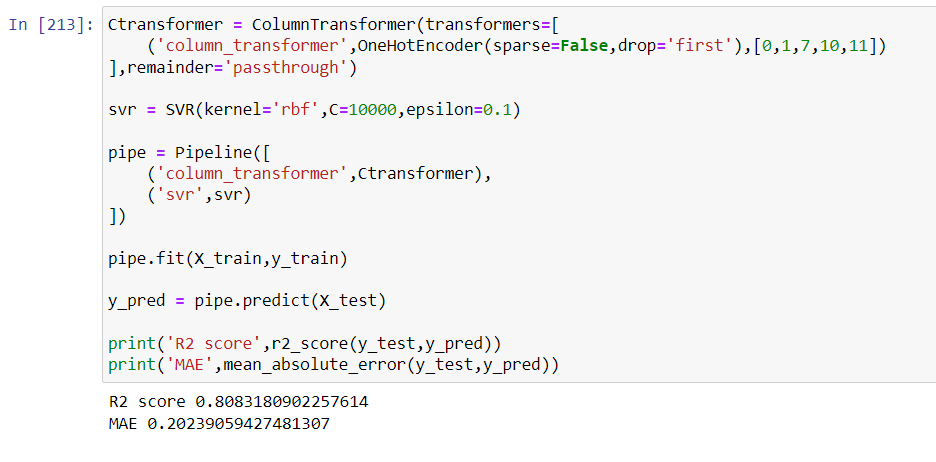 In [213]: Ctransformer = ColumnTransformer(transformers=[
    ('column_transformer',OneHotEncoder(sparse=False,drop='first'),[0,1,7,10,11])
],remainder='passthrough')
svr = SVR(kernel='rbf',C=10000,epsilon=0.1)
pipe = Pipeline([
    ('column_transformer',Ctransformer),
    ('svr',svr)
])
pipe.fit(X_train,y_train)
y_pred = pipe.predict(X_test)
print('R2 score',r2_score(y_test,y_pred))
print('MAE',mean_absolute_error(y_test,y_pred))
R2 score 0.8083180902257614
MAE 0.20239059427481307